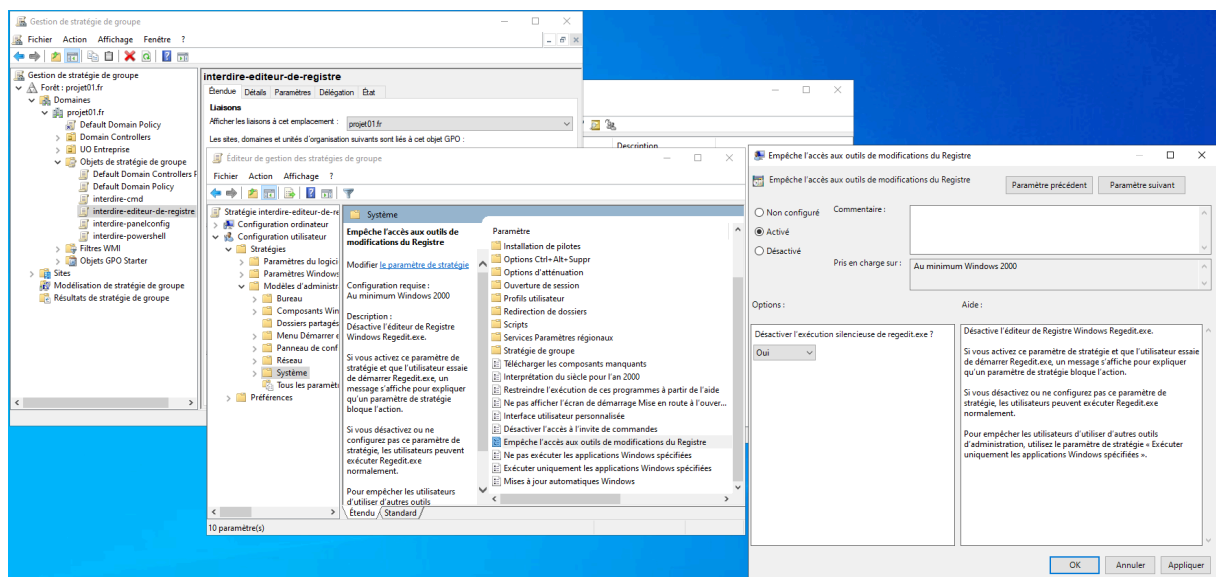 Gestion de stratégie de groupe
Fichier Action Affichage Fenêtre ?
Gestion de stratégie de groupe
Forêt : projet01.fr
Domaines
projet01.fr
Default Domain Policy
Domain Controllers
UO Entreprise
Objets de stratégie de groupe
Default Domain Controllers P
Default Domain Policy
interdire-cmd
interdire-editeur-de-registre
interdire-panelconfig
interdire-powershell
Filtres WMI
Objets GPO Starter
Sites
Modélisation de stratégie de groupe
Résultats de stratégie de groupe
interdire-editeur-de-registre
Étendue Détails Paramètres Délégation État
Liaisons
Afficher les liaisons à cet emplacement : projet01.fr
Les sites, domaines et unités d'organisation suivants sont liés à cet objet GPO :
Description
Éditeur de gestion des stratégies de groupe
Fichier Action Affichage ?
Stratégie interdire-editeur-de-re
Configuration ordinateur
Configuration utilisateur
Stratégies
Paramètres du logici
Paramètres Windows
Modèles d'administr
Bureau
Composants Win
Dossiers partagés
Menu Démarrer e
Panneau de conf
Réseau
Système
Tous les paramèt
Préférences
Système
Empêche l'accès aux outils de
modifications du Registre
Modifier le paramètre de stratégie
Configuration requise :
Au minimum Windows 2000
Description :
Désactive l'éditeur de Registre
Windows Regedit.exe.
Si vous activez ce paramètre de
stratégie et que l'utilisateur essaie
de démarrer Regedit.exe, un
message s'affiche pour expliquer
qu'un paramètre de stratégie
bloque l'action.
Si vous désactivez ou ne
configurez pas ce paramètre de
stratégie, les utilisateurs peuvent
exécuter Regedit.exe
normalement.
Pour empêcher les utilisateurs
d'utiliser d'autres outils
Paramètre
Installation de pilotes
Options Ctrl+Alt+Suppr
Options d'atténuation
Ouverture de session
Profils utilisateur
Redirection de dossiers
Scripts
Services Paramètres régionaux
Stratégie de groupe
Télécharger les composants manquants
Interprétation du siècle pour l'an 2000
Restreindre l'exécution de ces programmes à partir de l'aide
Ne pas afficher l'écran de démarrage Mise en route à l'ouver...
Interface utilisateur personnalisée
Désactiver l'accès à l'invite de commandes
Empêche l'accès aux outils de modifications du Registre
Ne pas exécuter les applications Windows spécifiées
Exécuter uniquement les applications Windows spécifiées
Mises à jour automatiques Windows
Étendu Standard
10 paramètre(s)
Empêche l'accès aux outils de modifications du Registre
Empêche l'accès aux outils de modifications du Registre
Paramètre précédent Paramètre suivant
Non configuré
Activé
Désactivé
Commentaire :
Pris en charge sur : Au minimum Windows 2000
Options : Aide :
Désactiver l'exécution silencieuse de regedit.exe ?
Oui
Désactive l'éditeur de Registre Windows Regedit.exe.
Si vous activez ce paramètre de stratégie et que l'utilisateur essaie
de démarrer Regedit.exe, un message s'affiche pour expliquer
qu'un paramètre de stratégie bloque l'action.
Si vous désactivez ou ne configurez pas ce paramètre de
stratégie, les utilisateurs peuvent exécuter Regedit.exe
normalement.
Pour empêcher les utilisateurs d'utiliser d'autres outils
d'administration, utilisez le paramètre de stratégie « Exécuter
uniquement les applications Windows spécifiées ».
OK Annuler Appliquer